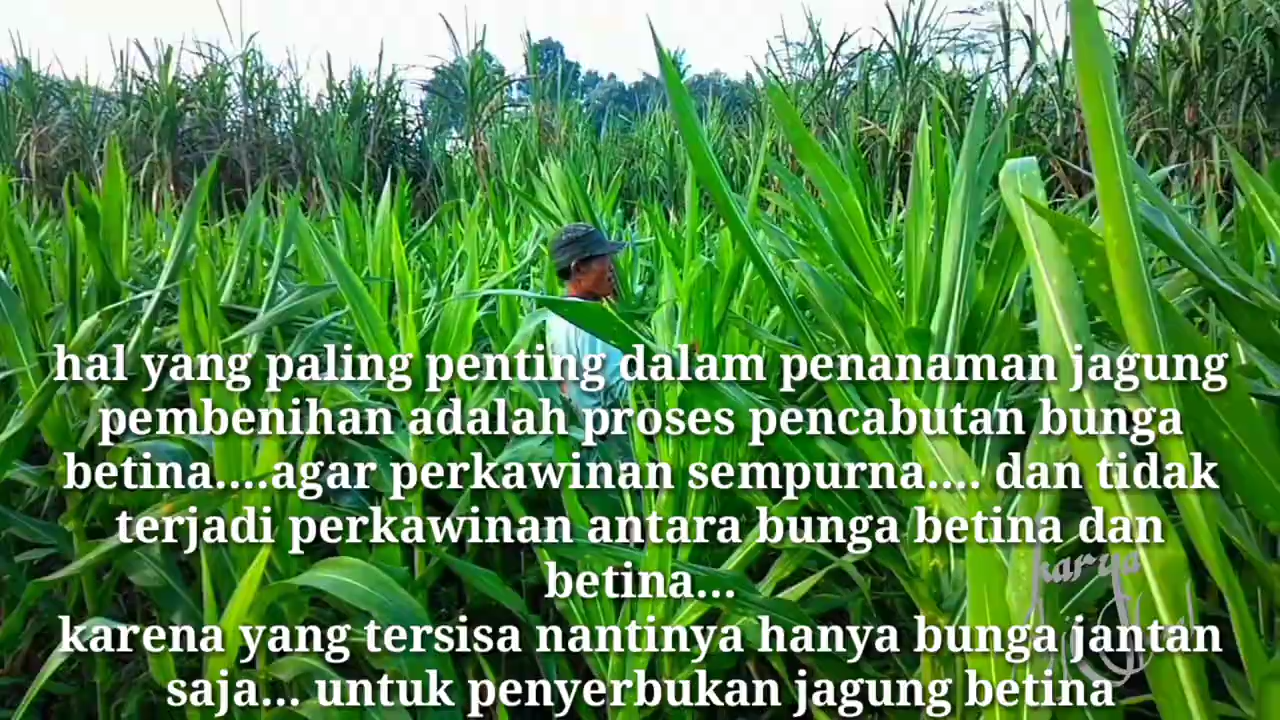 hal yang paling penting dalam penanaman jagung
pembenihan adalah proses pencabutan bunga
betina....agar perkawinan sempurna.... dan tidak
terjadi perkawinan antara bunga betina dan
betina...
karena yang tersisa nantinya hanya bunga jantan
saja... untuk penyerbukan jagung betina
karya